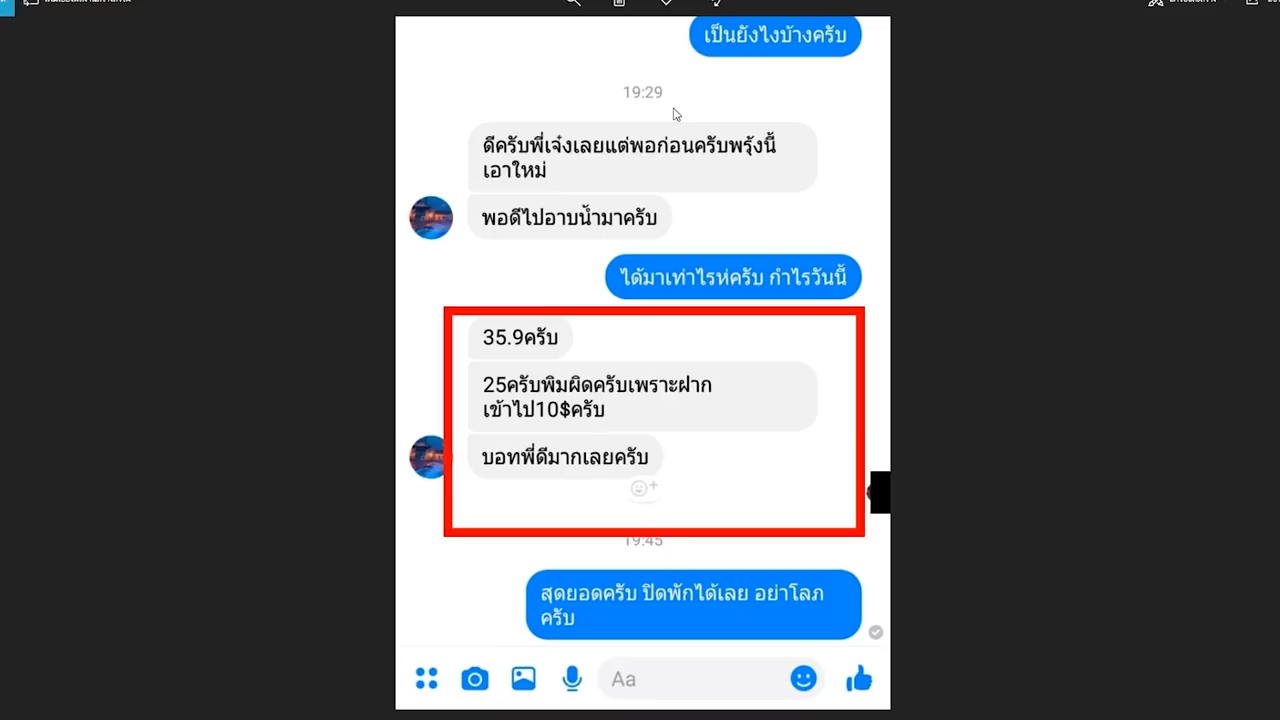 เป็นยังไงบ้างครับ
19:29
ดีครับพี่เจ๋งเลยแต่พอก่อนครับพรุ้งนี้
เอาใหม่
พอดีไปอาบน้ำมาครับ
ได้มาเท่าไรห่ครับ กำไรวันนี้
35.9ครับ
25ครับพิมผิดครับเพราะฝาก
เข้าไป10$ครับ
บอทพี่ดีมากเลยครับ
19:45
สุดยอดครับ ปิดพักได้เลย อย่าโลภ
ครับ
Aa